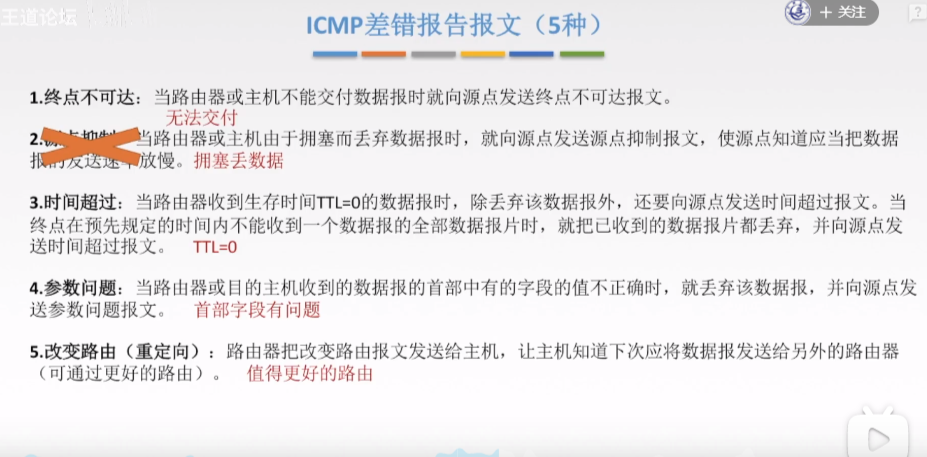 王道论坛
ICMP差错报告报文（5种）
+ 关注
?
1.终点不可达：当路由器或主机不能交付数据报时就向源点发送终点不可达报文。
无法交付
2.源点抑制：当路由器或主机由于拥塞而丢弃数据报时，就向源点发送源点抑制报文，使源点知道应当把数据
报的发送速率放慢。 拥塞丢数据
3.时间超过：当路由器收到生存时间TTL=0的数据报时，除丢弃该数据报外，还要向源点发送时间超过报文。当
终点在预先规定的时间内不能收到一个数据报的全部数据报片时，就把已收到的数据报片都丢弃，并向源点发
送时间超过报文。 TTL=0
4.参数问题：当路由器或目的主机收到的数据报的首部中有的字段的值不正确时，就丢弃该数据报，并向源点发
送参数问题报文。 首部字段有问题
5.改变路由（重定向）：路由器把改变路由报文发送给主机，让主机知道下次应将数据报发送给另外的路由器
（可通过更好的路由）。 值得更好的路由